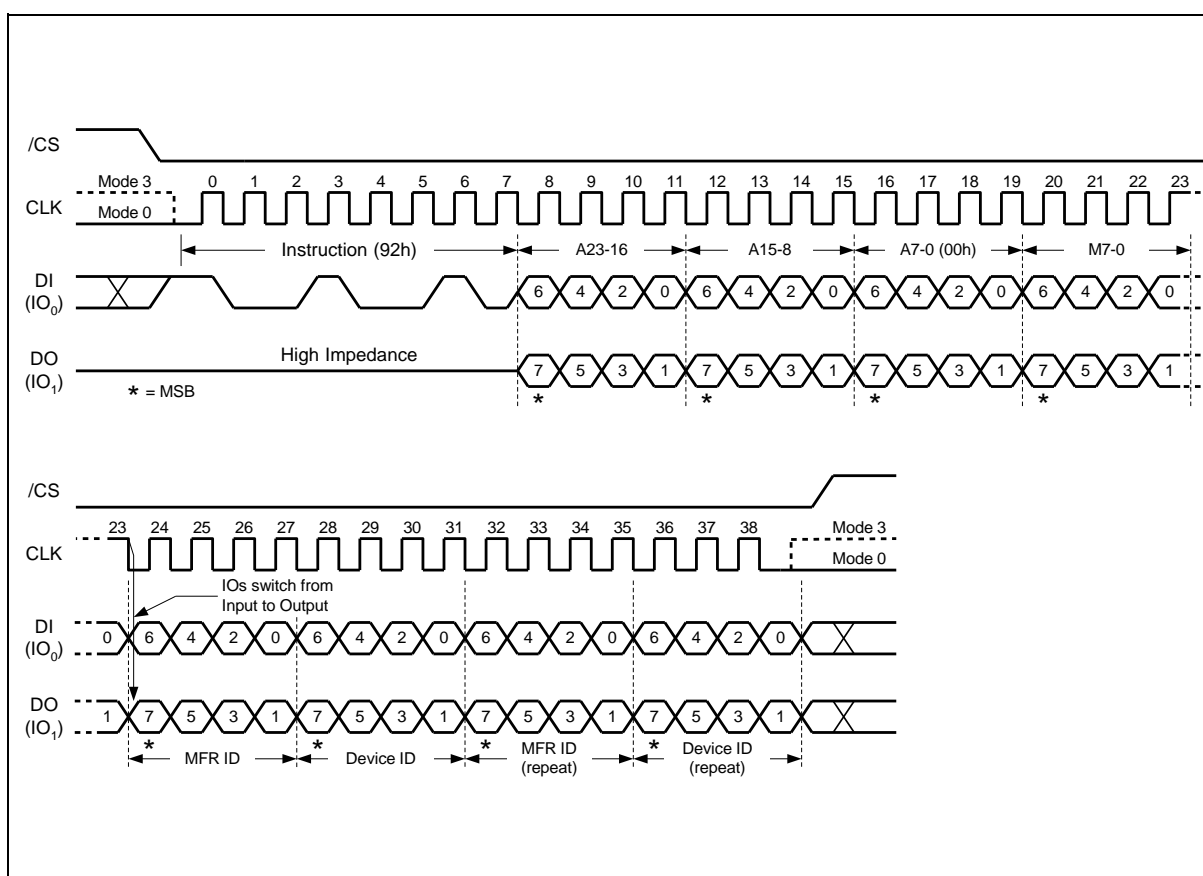 /CS
Mode 3 0 1 2 3 4 5 6 7 8 9 10 11 12 13 14 15 16 17 18 19 20 21 22 23
CLK
Mode 0
Instruction (92h) A23-16 A15-8 A7-0 (00h) M7-0
DI
(IO0) 6 4 2 0 6 4 2 0 6 4 2 0 6 4 2 0
High Impedance
DO
(IO1) 7 5 3 1 7 5 3 1 7 5 3 1 7 5 3 1
* = MSB * * * *
/CS
23 24 25 26 27 28 29 30 31 32 33 34 35 36 37 38 Mode 3
CLK
Mode 0
IOs switch from
Input to Output
DI
(IO0) 0 6 4 2 0 6 4 2 0 6 4 2 0 6 4 2 0
DO
(IO1) 1 7 5 3 1 7 5 3 1 7 5 3 1 7 5 3 1
* * * *
MFR ID Device ID MFR ID (repeat) Device ID (repeat)